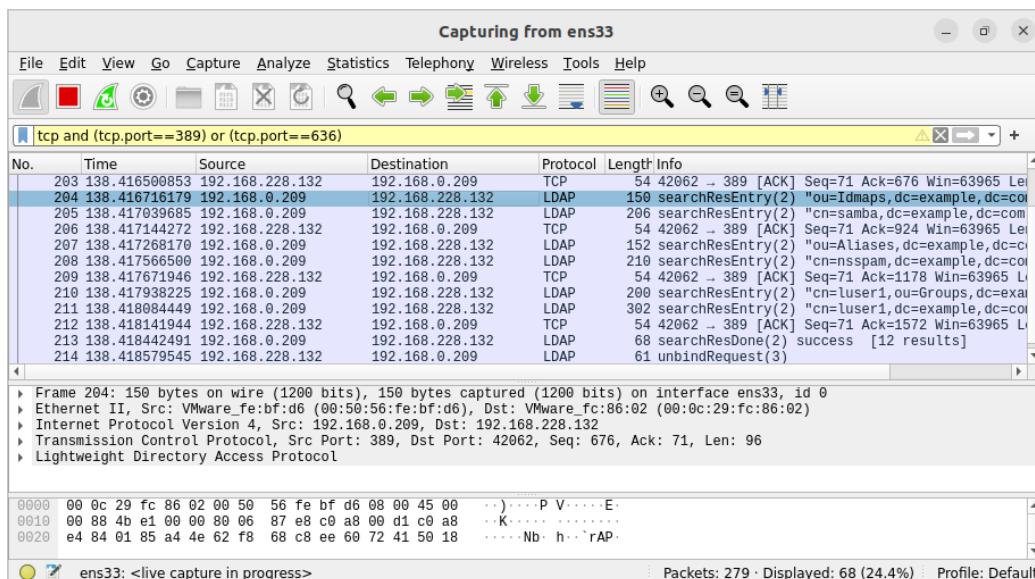 Capturing from ens33
File Edit View Go Capture Analyze Statistics Telephony Wireless Tools Help
tcp and (tcp.port==389) or (tcp.port==636)
No. Time Source Destination Protocol Length Info
203 138.416500853 192.168.228.132 192.168.0.209 TCP 54 42062 → 389 [ACK] Seq=71 Ack=676 Win=63965 Le
204 138.416716179 192.168.0.209 192.168.228.132 LDAP 150 searchResEntry(2) "ou=Idmaps,dc=example,dc=com
205 138.417039685 192.168.0.209 192.168.228.132 LDAP 206 searchResEntry(2) "cn=samba,dc=example,dc=com
206 138.417144272 192.168.228.132 192.168.0.209 TCP 54 42062 → 389 [ACK] Seq=71 Ack=924 Win=63965 Le
207 138.417268170 192.168.0.209 192.168.228.132 LDAP 152 searchResEntry(2) "ou=Aliases,dc=example,dc=c
208 138.417566500 192.168.0.209 192.168.228.132 LDAP 210 searchResEntry(2) "cn=nsspam,dc=example,dc=co
209 138.417671946 192.168.228.132 192.168.0.209 TCP 54 42062 → 389 [ACK] Seq=71 Ack=1178 Win=63965 L
210 138.417938225 192.168.0.209 192.168.228.132 LDAP 200 searchResEntry(2) "cn=luser1,ou=Groups,dc=exa
211 138.418084449 192.168.0.209 192.168.228.132 LDAP 302 searchResEntry(2) "cn=luser1,dc=example,dc=co
212 138.418141944 192.168.228.132 192.168.0.209 TCP 54 42062 → 389 [ACK] Seq=71 Ack=1572 Win=63965 L
213 138.418442491 192.168.0.209 192.168.228.132 LDAP 68 searchResDone(2) success [12 results]
214 138.418579545 192.168.228.132 192.168.0.209 LDAP 61 unbindRequest(3)
Frame 204: 150 bytes on wire (1200 bits), 150 bytes captured (1200 bits) on interface ens33, id 0
Ethernet II, Src: VMware_fe:bf:d6 (00:50:56:fe:bf:d6), Dst: VMware_fc:86:02 (00:0c:29:fc:86:02)
Internet Protocol Version 4, Src: 192.168.0.209, Dst: 192.168.228.132
Transmission Control Protocol, Src Port: 389, Dst Port: 42062, Seq: 676, Ack: 71, Len: 96
Lightweight Directory Access Protocol
0000 00 0c 29 fc 86 02 00 50 56 fe bf d6 08 00 45 00 ··)····P V·····E·
0010 00 88 4b e1 00 00 80 06 87 e8 c0 a8 00 d1 c0 a8 ··K····· ········
0020 e4 84 01 85 a4 4e 62 f8 68 c8 ee 60 72 41 50 18 ·····Nb· h··`rAP·
ens33: <live capture in progress> Packets: 279 · Displayed: 68 (24.4%) Profile: Default